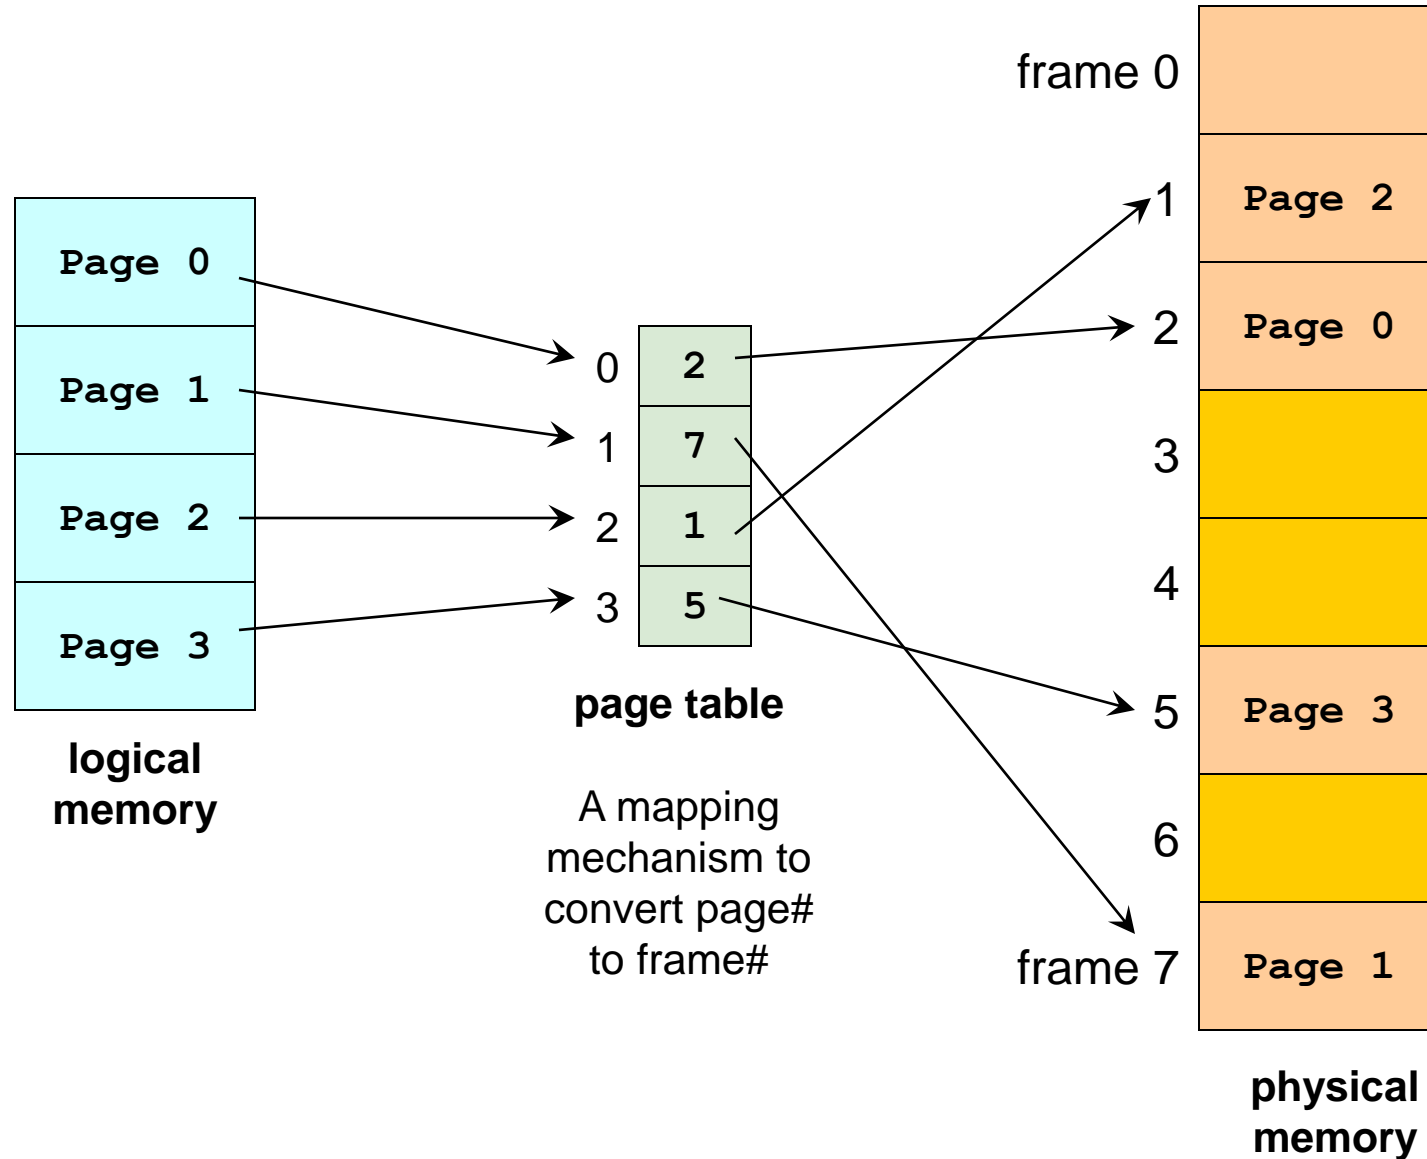 Page 0
Page 1
Page 2
Page 3
logical
memory
0
2
1
7
2
1
3
5
page table
A mapping
mechanism to
convert page#
to frame#
frame 0
1
Page 2
2
Page 0
3
4
5
Page 3
6
frame 7
Page 1
physical
memory